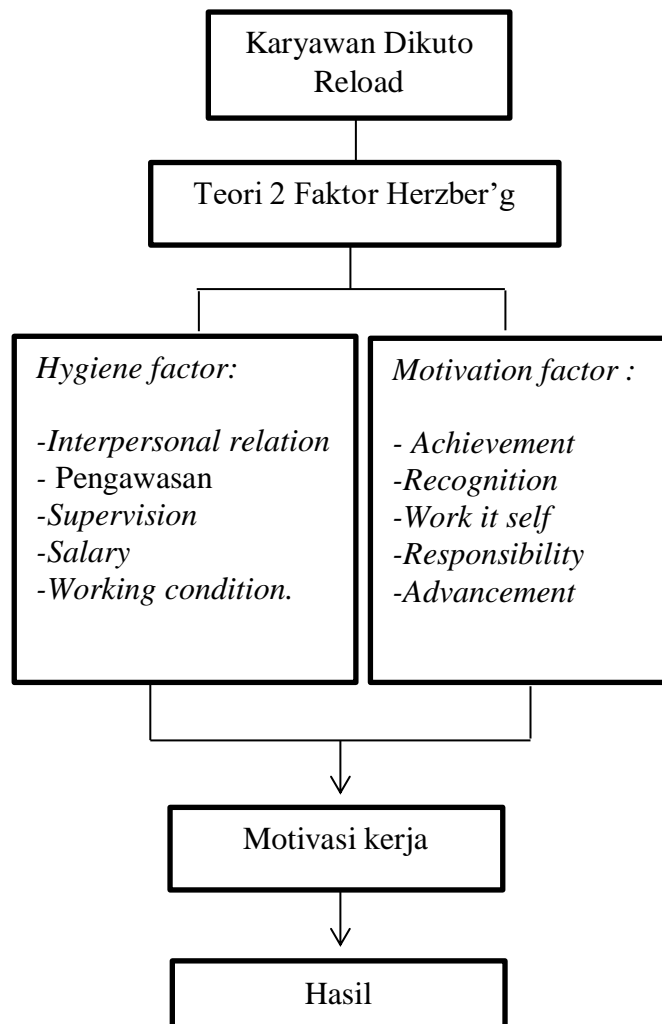 Karyawan Dikuto
Reload
Teori 2 Faktor Herzber’g
Hygiene factor:
-Interpersonal relation
- Pengawasan
-Supervision
-Salary
-Working condition.
Motivation factor :
- Achievement
-Recognition
-Work it self
-Responsibility
-Advancement
Motivasi kerja
Hasil